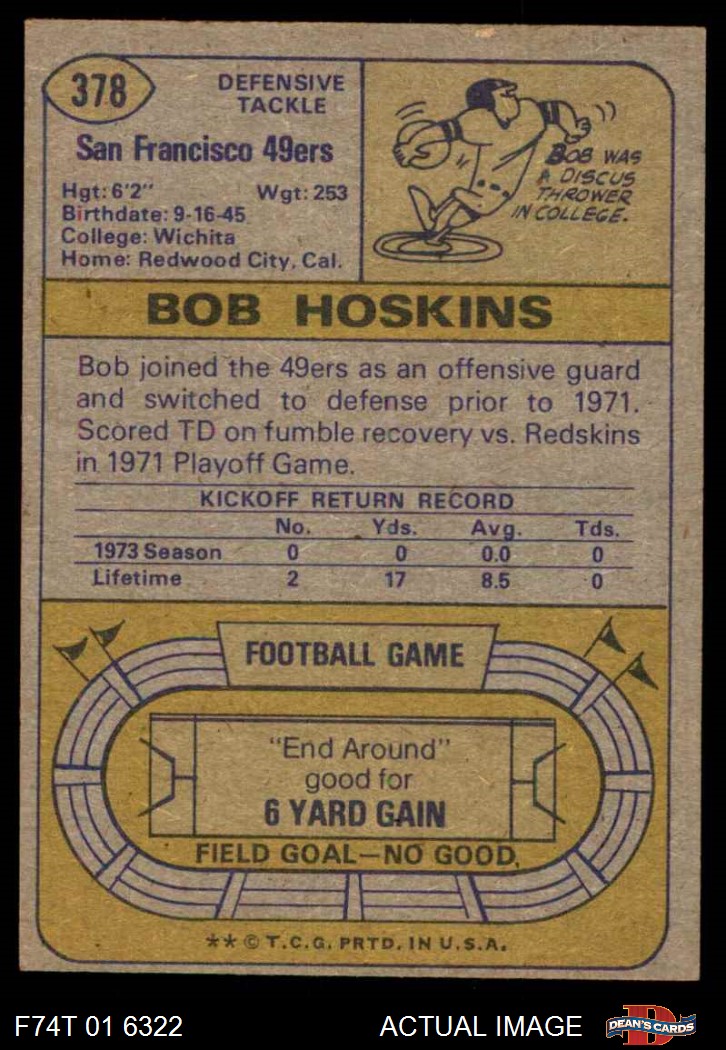 378
DEFENSIVE
TACKLE
San Francisco 49ers
Hgt: 6'2" Wgt: 253
Birthdate: 9-16-45
College: Wichita
Home: Redwood City, Cal.
BOB WAS
A DISCUS
THROWER
IN COLLEGE.
BOB HOSKINS
Bob joined the 49ers as an offensive guard
and switched to defense prior to 1971.
Scored TD on fumble recovery vs. Redskins
in 1971 Playoff Game.
KICKOFF RETURN RECORD
No. Yds. Avg. Tds.
1973 Season 0 0 0.0 0
Lifetime 2 17 8.5 0
FOOTBALL GAME
"End Around"
good for
6 YARD GAIN
FIELD GOAL—NO GOOD.
** © T.C.G. PRTD. IN U.S.A.
F74T 01 6322 ACTUAL IMAGE
D
DEAN'S CARDS